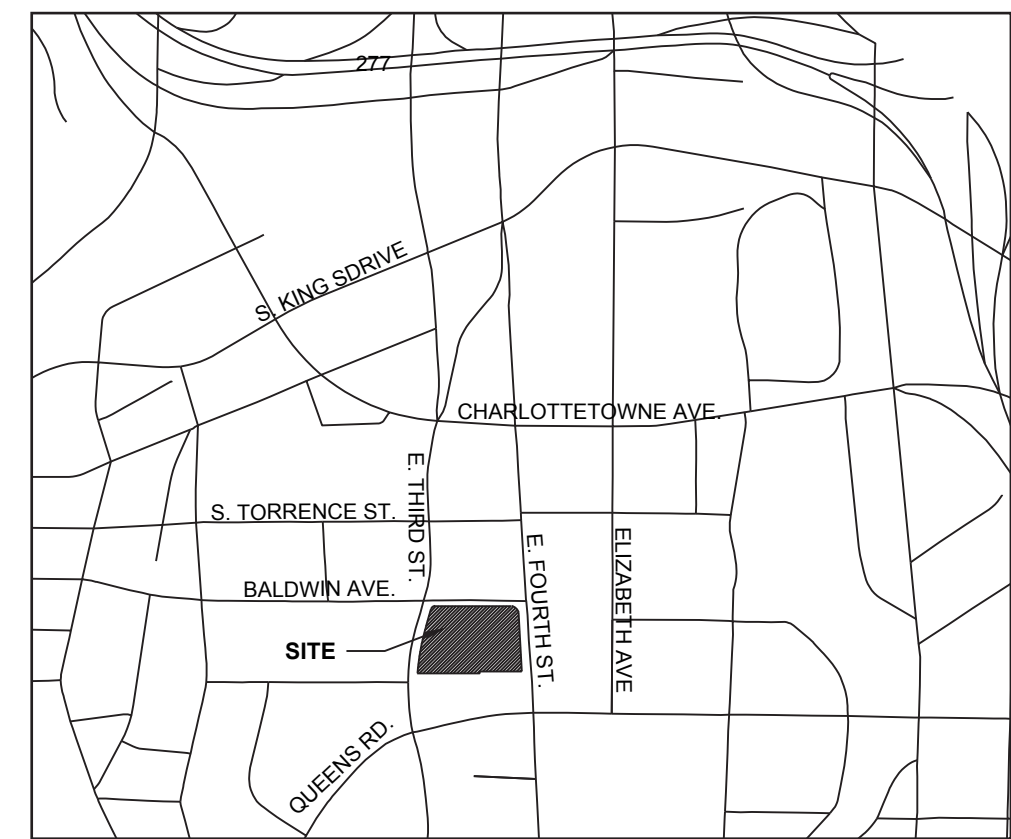 277
S. KING SDRIVE
CHARLOTTETOWNE AVE.
E. THIRD ST.
S. TORRENCE ST.
E. FOURTH ST.
ELIZABETH AVE
BALDWIN AVE.
SITE
QUEENS RD.